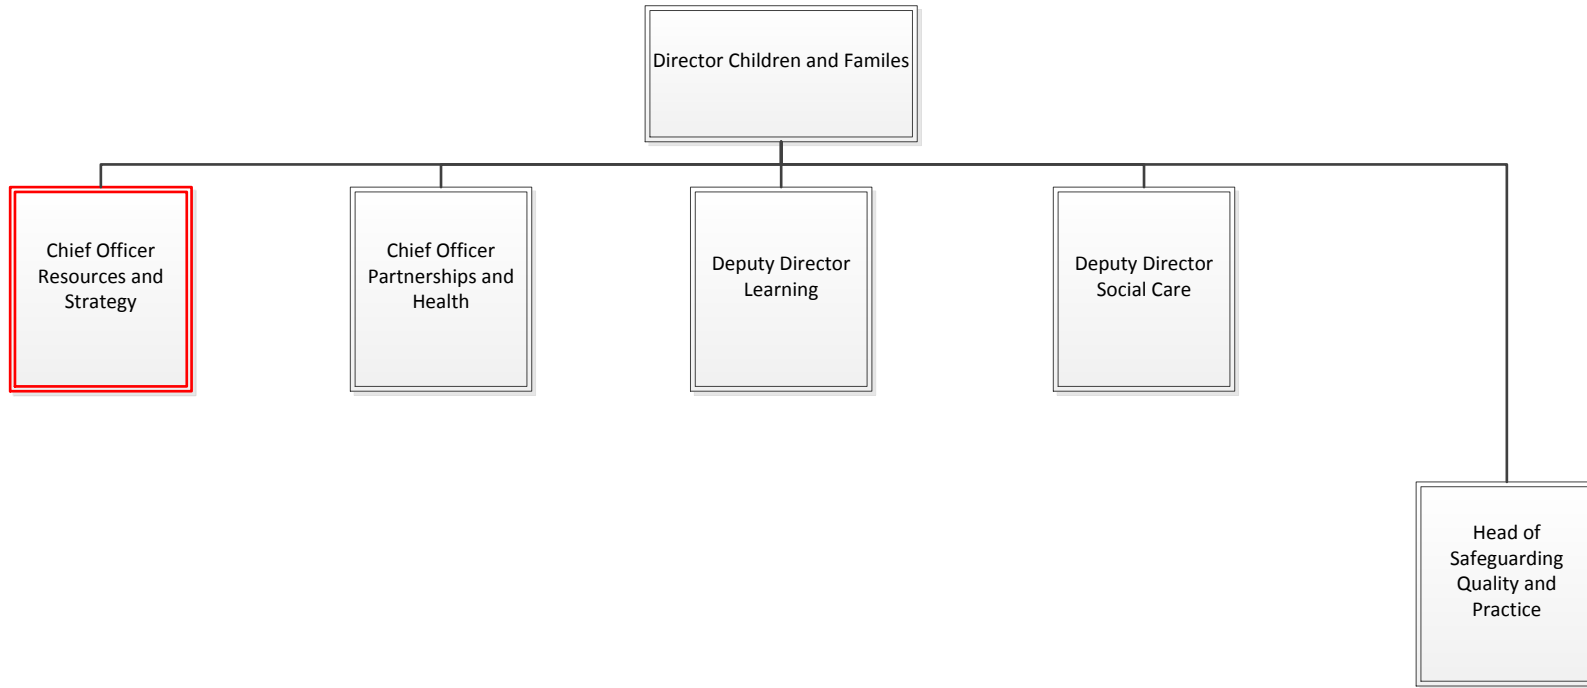 Director Children and Familes
Chief Officer
Resources and
Strategy
Chief Officer
Partnerships and
Health
Deputy Director
Learning
Deputy Director
Social Care
Head of
Safeguarding
Quality and
Practice